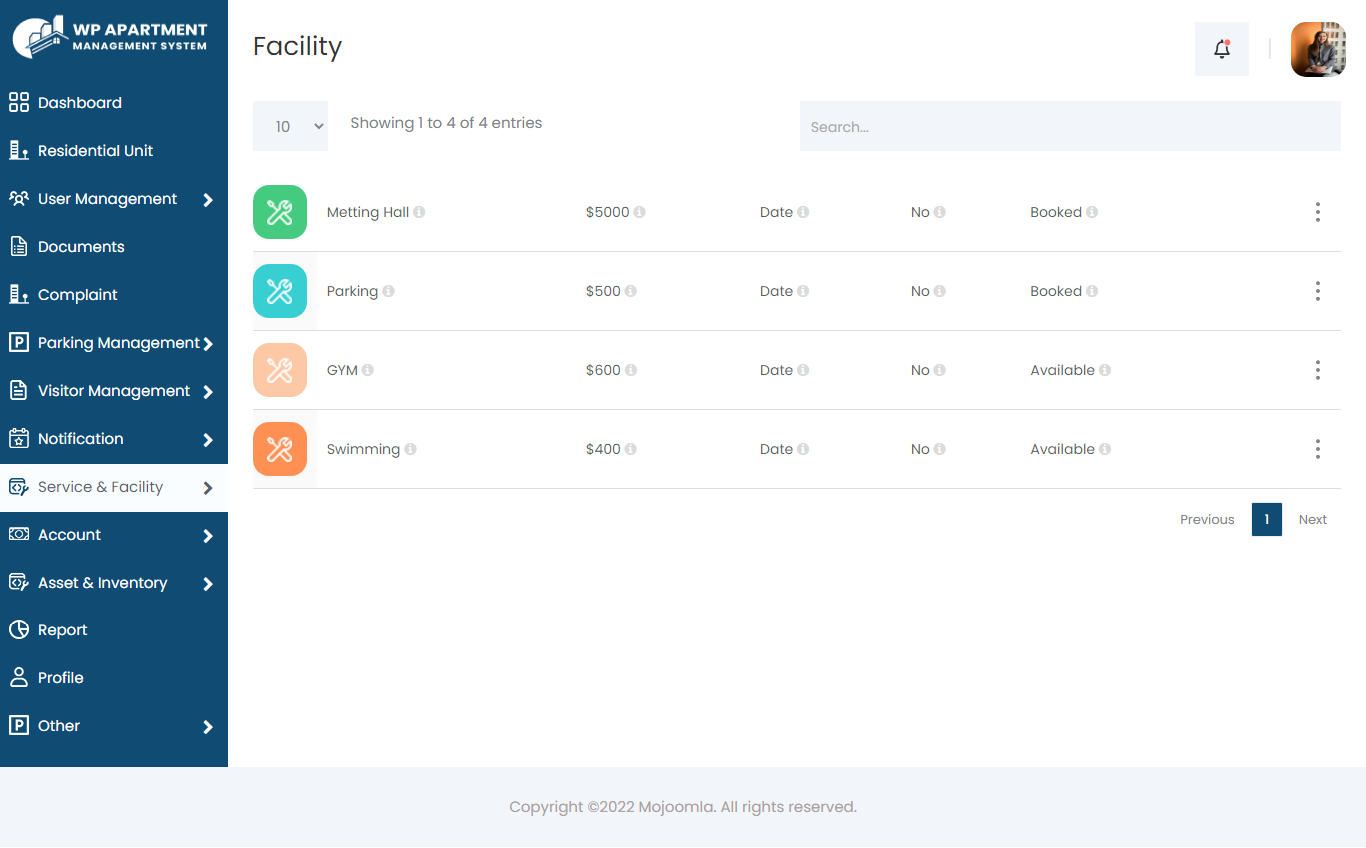 WP APARTMENT
MANAGEMENT SYSTEM
Dashboard
Residential Unit
User Management
Documents
Complaint
Parking Management
Visitor Management
Notification
Service & Facility
Account
Asset & Inventory
Report
Profile
Other
Facility
10 Showing 1 to 4 of 4 entries Search...
Metting Hall $5000 Date No Booked
Parking $500 Date No Booked
GYM $600 Date No Available
Swimming $400 Date No Available
Previous 1 Next
Copyright ©2022 Mojoomla. All rights reserved.